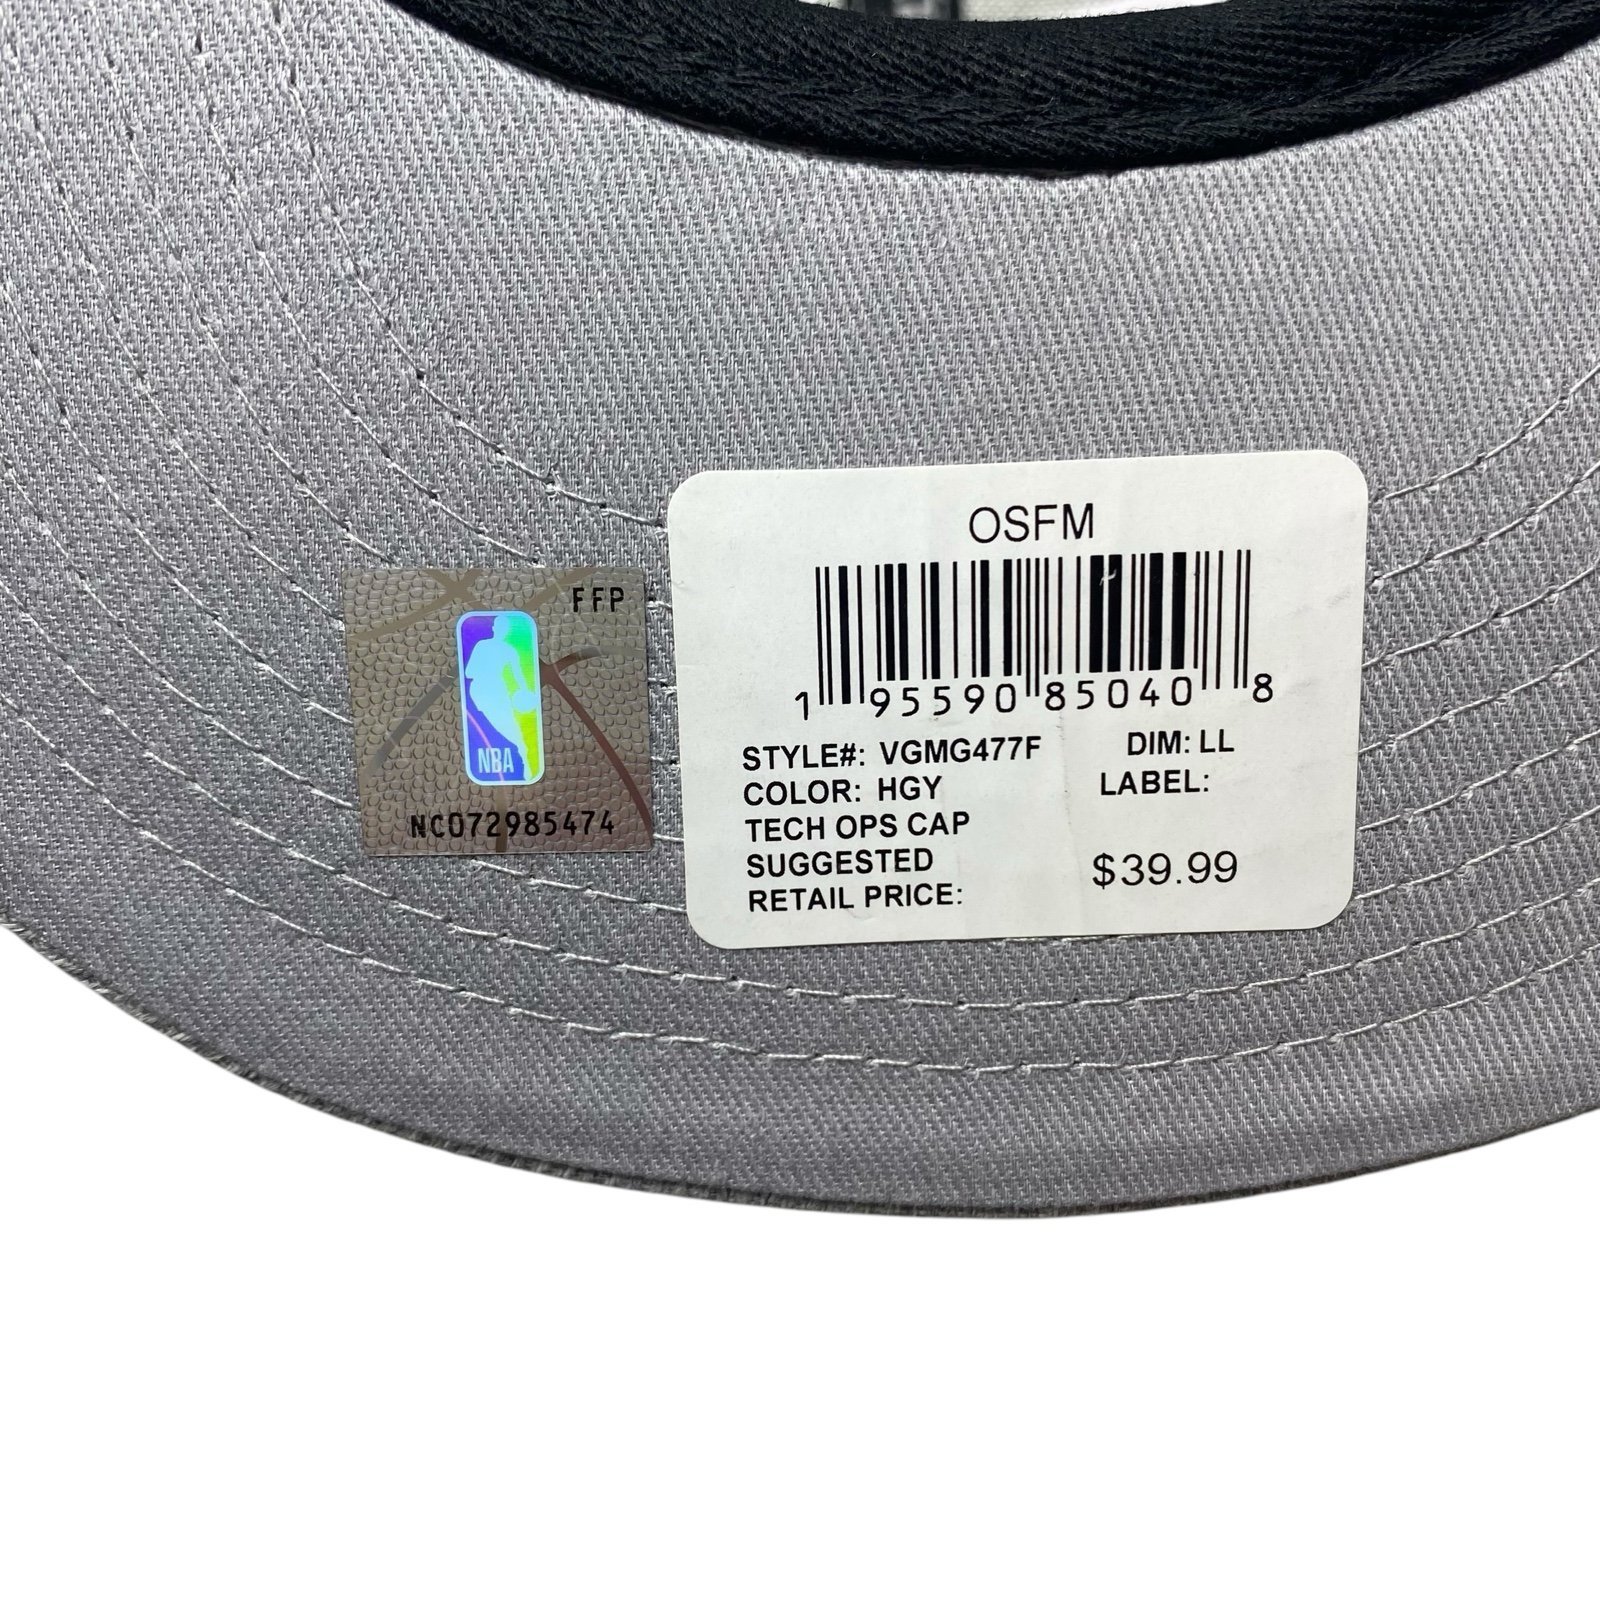 FFP
NBA
NC072985474
OSFM
1 95590 85040 8
STYLE#: VGMG477F DIM: LL
COLOR: HGY LABEL:
TECH OPS CAP
SUGGESTED
RETAIL PRICE: $39.99